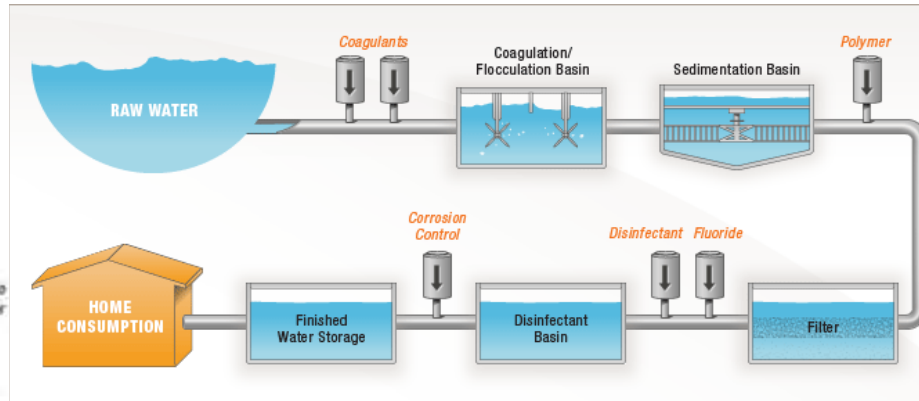 Coagulants
Coagulation/
Flocculation Basin
Sedimentation Basin
Polymer
RAW WATER
Corrosion
Control
Disinfectant
Fluoride
HOME
CONSUMPTION
Finished
Water Storage
Disinfectant
Basin
Filter